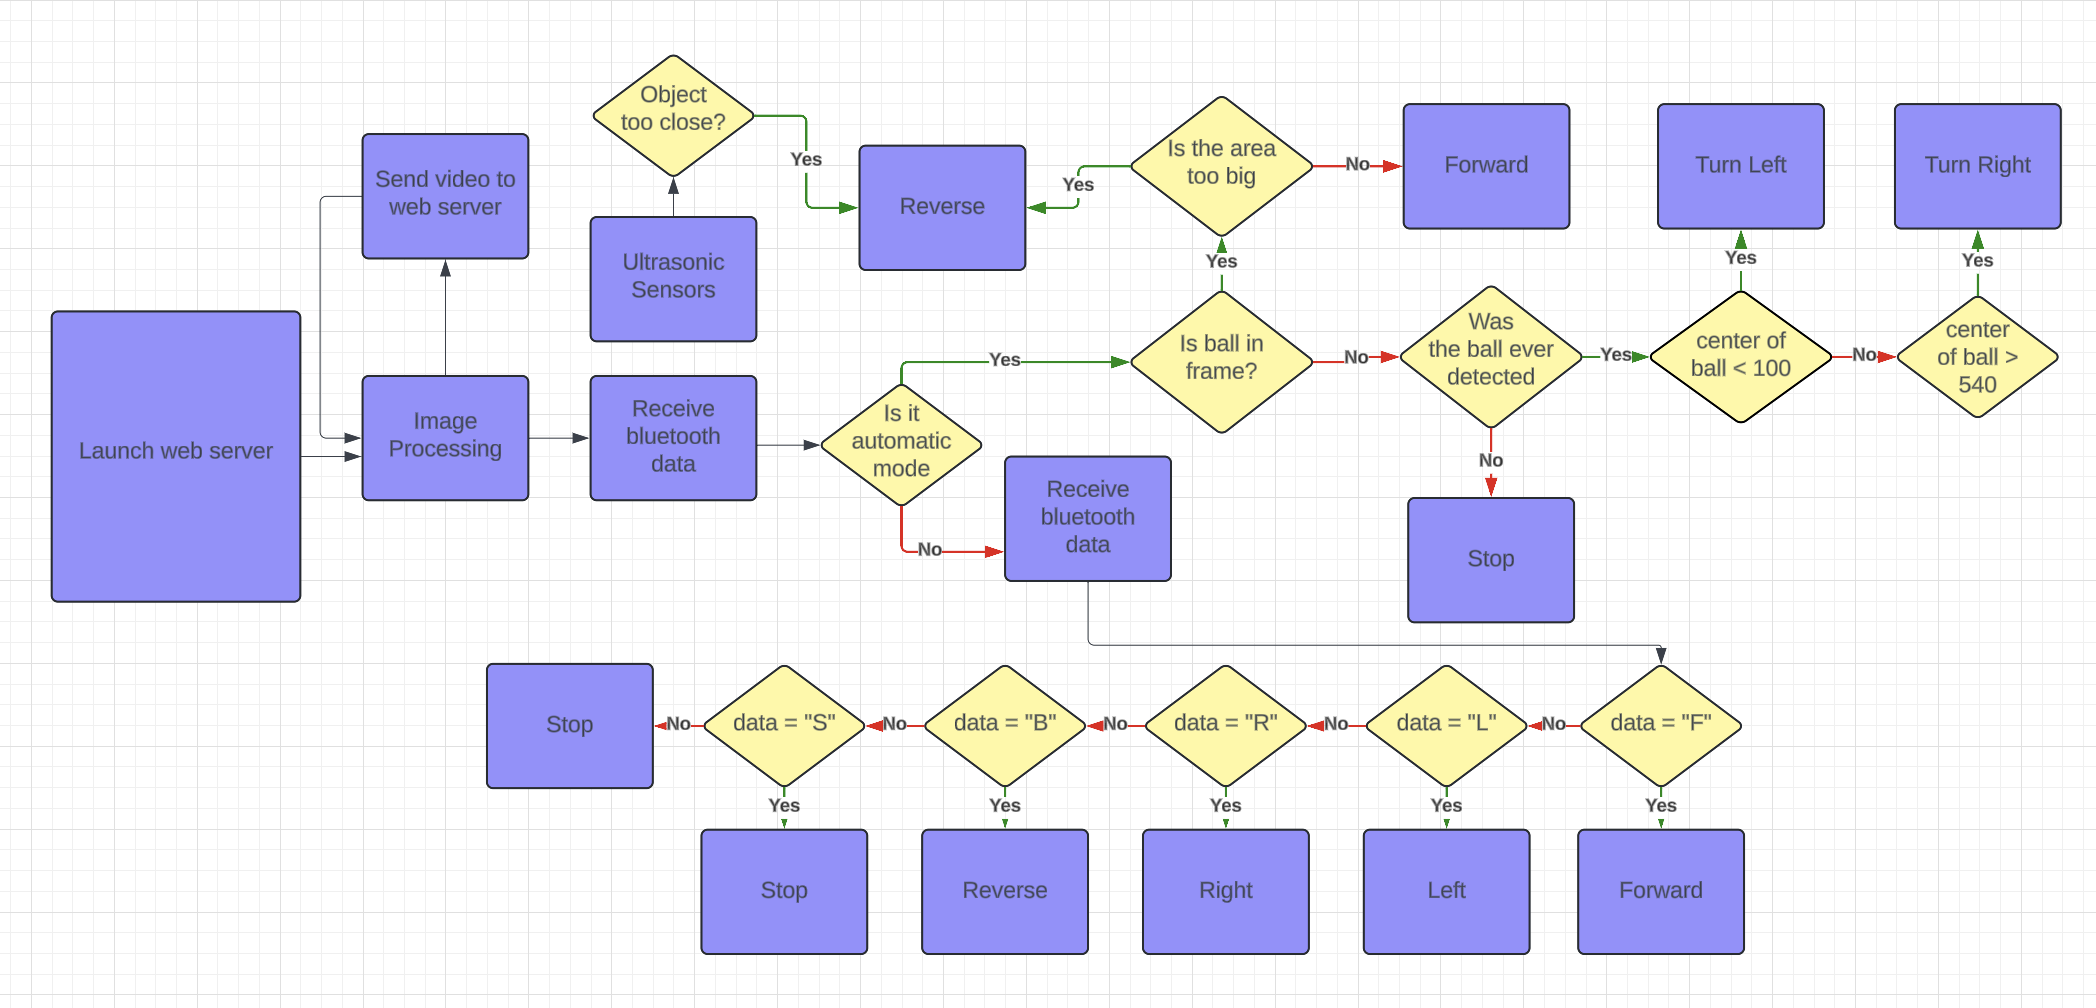 Object
too close?
Yes
Send video to
web server
Ultrasonic
Sensors
Reverse
Yes
Is the area
too big
No
Forward
Turn Left
Turn Right
Yes
Yes
Yes
Launch web server
Image
Processing
Receive
bluetooth
data
Is it
automatic
mode
Yes
Is ball in
frame?
No
Was
the ball ever
detected
Yes
center of
ball < 100
No
center
of ball >
540
No
Receive
bluetooth
data
No
Stop
Stop
No
data = "S"
No
data = "B"
No
data = "R"
No
data = "L"
No
data = "F"
Yes
Yes
Yes
Yes
Yes
Stop
Reverse
Right
Left
Forward